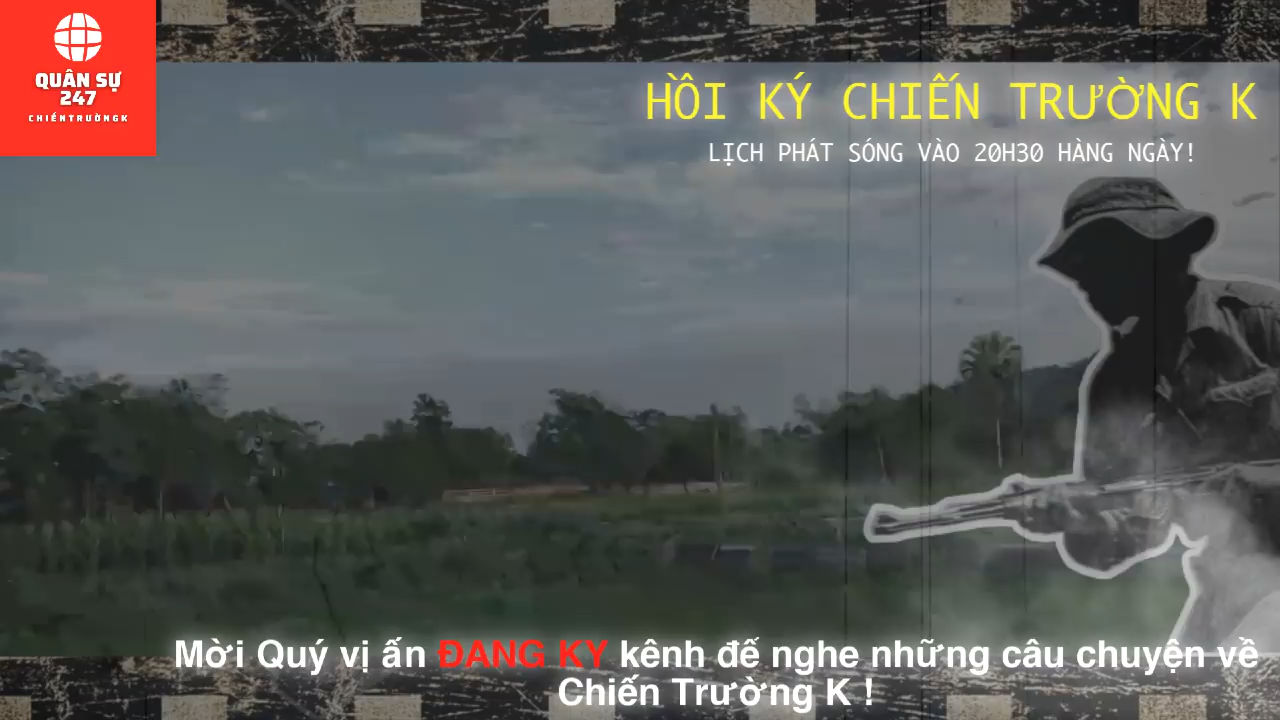 QUÂN SỰ
247
CHIẾNTRƯỜNGK
HỒI KÝ CHIẾN TRƯỜNG K
LỊCH PHÁT SÓNG VÀO 20H30 HÀNG NGÀY!
Mời Quý vị ấn ĐANG KY kênh để nghe những câu chuyện về
Chiến Trường K !